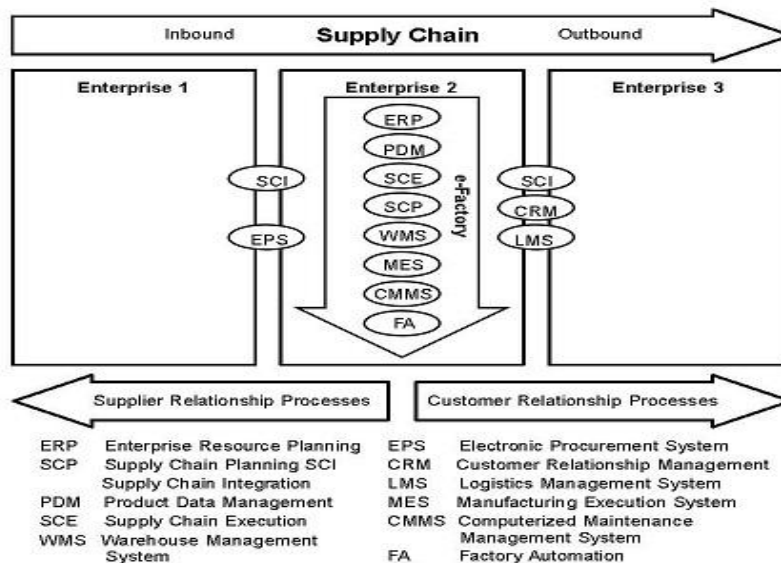 Inbound Supply Chain Outbound
Enterprise 1 Enterprise 2 Enterprise 3
ERP
PDM
SCI SCE SCI
SCP CRM
EPS WMS LMS
MES
CMMS
FA
e-Factory
Supplier Relationship Processes Customer Relationship Processes
ERP Enterprise Resource Planning
SCP Supply Chain Planning SCI
Supply Chain Integration
PDM Product Data Management
SCE Supply Chain Execution
WMS Warehouse Management
System
EPS Electronic Procurement System
CRM Customer Relationship Management
LMS Logistics Management System
MES Manufacturing Execution System
CMMS Computerized Maintenance
Management System
FA Factory Automation